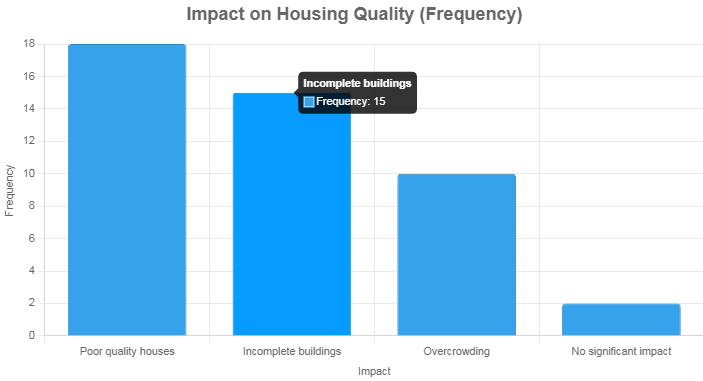 Impact on Housing Quality (Frequency)
18
16
14
12
10
8
6
4
2
0
Frequency
Incomplete buildings
Frequency: 15
Poor quality houses
Incomplete buildings
Overcrowding
No significant impact
Impact